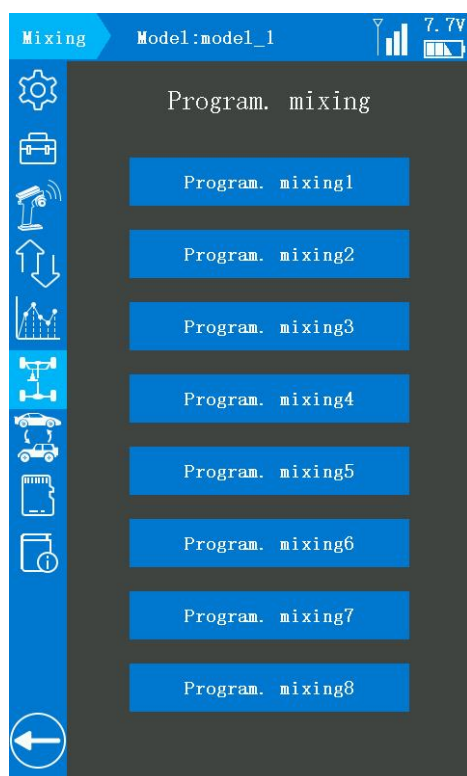 Mixing
Model:model_1
7.7V
Program. mixing
Program. mixing1
Program. mixing2
Program. mixing3
Program. mixing4
Program. mixing5
Program. mixing6
Program. mixing7
Program. mixing8